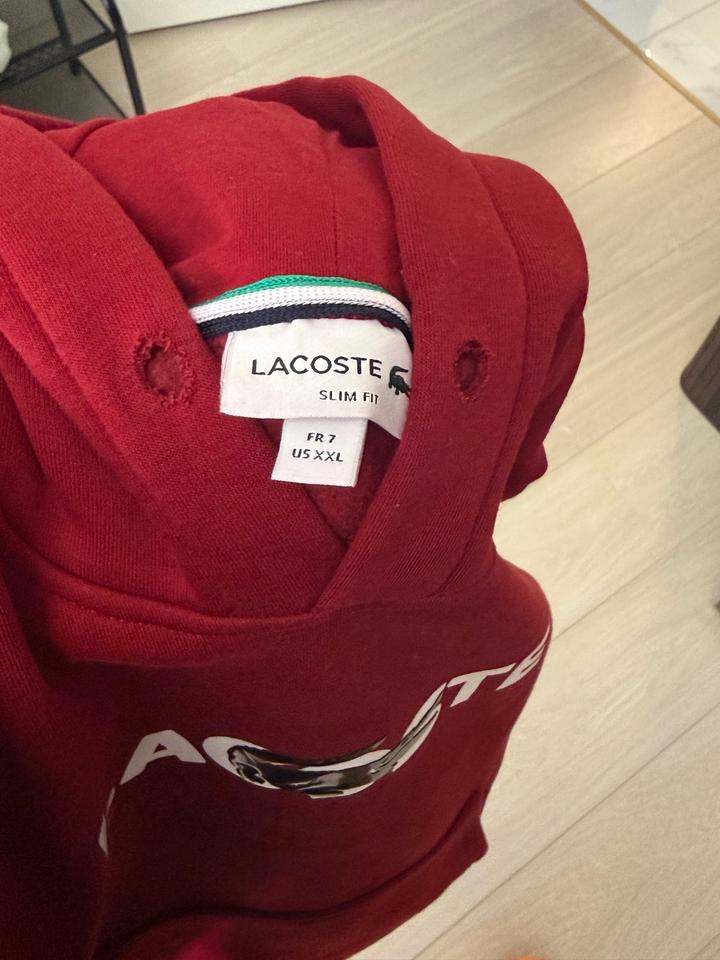 LACOSTE
SLIM FIT
FR 7
US XXL